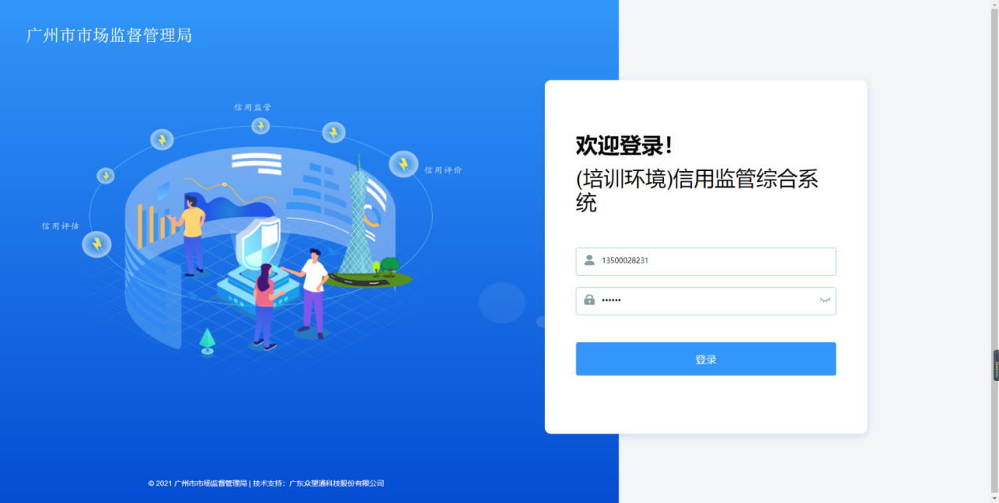 广州市市场监督管理局
信用监管
信用评价
信用评估
欢迎登录!
(培训环境)信用监管综合系
统
13500028231
••••••
登录
© 2021 广州市市场监督管理局 | 技术支持：广东众望通科技股份有限公司